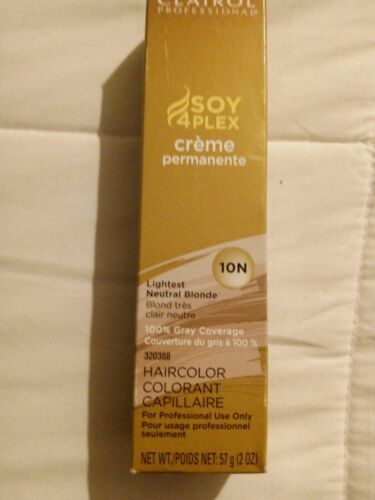 CLAIROL
PROFESSIONAL®
SOY
4PLEX
crème
permanente
10N
Lightest
Neutral Blonde
Blond très
clair neutre
100% Gray Coverage
Couverture du gris à 100 %
320388
HAIRCOLOR
COLORANT
CAPILLAIRE
For Professional Use Only
Pour usage professionnel
seulement
NET WT./POIDS NET: 57 g (2 OZ)